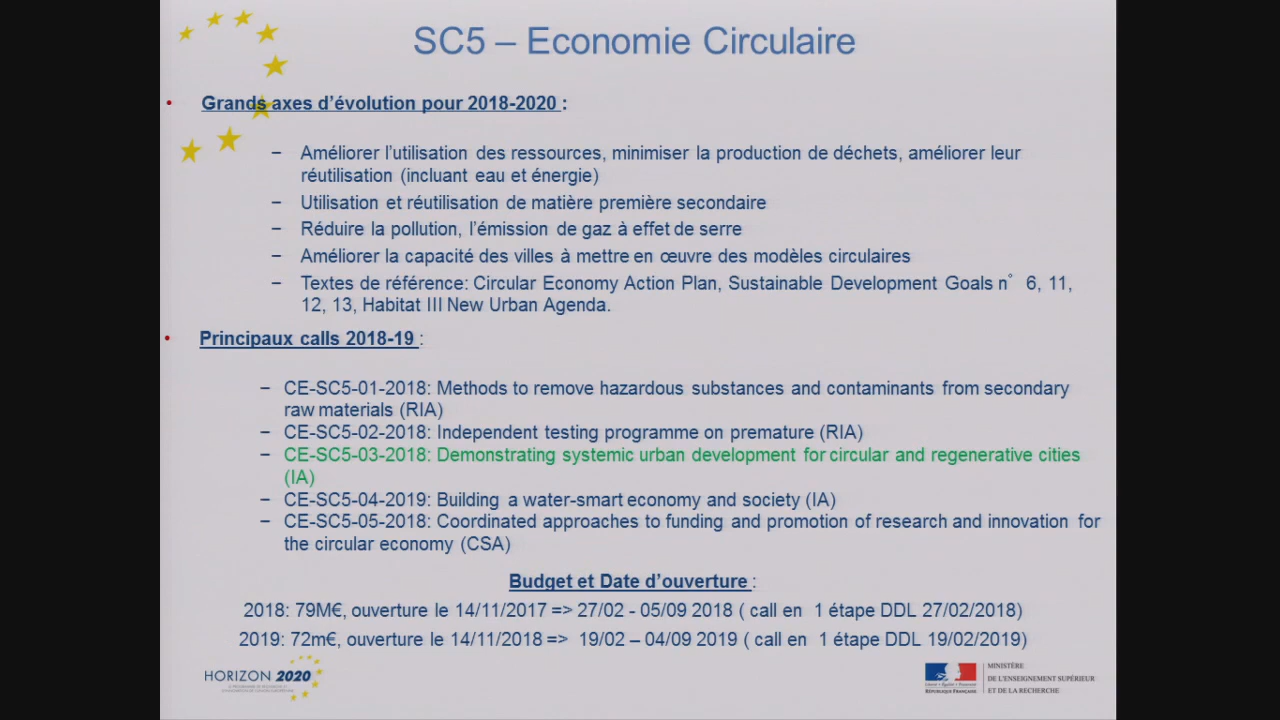 SC5 – Economie Circulaire
• Grands axes d’évolution pour 2018-2020 :
– Améliorer l’utilisation des ressources, minimiser la production de déchets, améliorer leur
réutilisation (incluant eau et énergie)
– Utilisation et réutilisation de matière première secondaire
– Réduire la pollution, l’émission de gaz à effet de serre
– Améliorer la capacité des villes à mettre en œuvre des modèles circulaires
– Textes de référence: Circular Economy Action Plan, Sustainable Development Goals n° 6, 11,
12, 13, Habitat III New Urban Agenda.
• Principaux calls 2018-19 :
– CE-SC5-01-2018: Methods to remove hazardous substances and contaminants from secondary
raw materials (RIA)
– CE-SC5-02-2018: Independent testing programme on premature (RIA)
– CE-SC5-03-2018: Demonstrating systemic urban development for circular and regenerative cities
(IA)
– CE-SC5-04-2019: Building a water-smart economy and society (IA)
– CE-SC5-05-2018: Coordinated approaches to funding and promotion of research and innovation for
the circular economy (CSA)
Budget et Date d’ouverture :
2018: 79M€, ouverture le 14/11/2017 => 27/02 - 05/09 2018 ( call en 1 étape DDL 27/02/2018)
2019: 72m€, ouverture le 14/11/2018 => 19/02 – 04/09 2019 ( call en 1 étape DDL 19/02/2019)
HORIZON 2020
RÉPUBLIQUE FRANÇAISE
MINISTÈRE
DE L'ENSEIGNEMENT SUPÉRIEUR
ET DE LA RECHERCHE